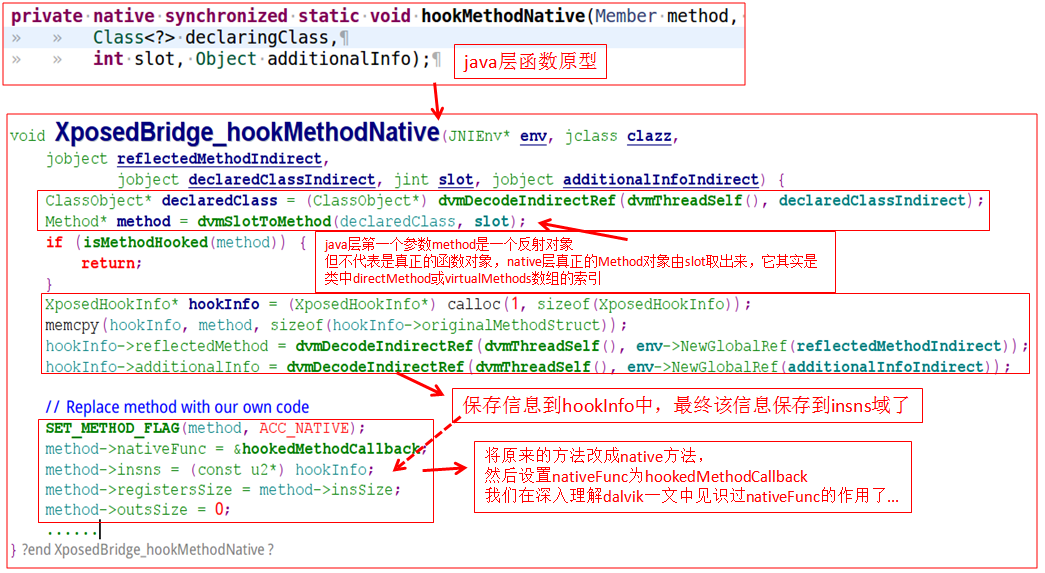 private native synchronized static void hookMethodNative(Member method,
» » Class<?> declaringClass,¶
» » int slot, Object additionalInfo);¶
java层函数原型
void XposedBridge_hookMethodNative(JNIEnv* env, jclass clazz,
jobject reflectedMethodIndirect,
jobject declaredClassIndirect, jint slot, jobject additionalInfoIndirect) {
ClassObject* declaredClass = (ClassObject*) dvmDecodeIndirectRef(dvmThreadSelf(), declaredClassIndirect);
Method* method = dvmSlotToMethod(declaredClass, slot);
if (isMethodHooked(method)) {
return;
}
java层第一个参数method是一个反射对象
但不代表是真正的函数对象，native层真正的Method对象由slot取出来，它其实是
类中directMethod或virtualMethods数组的索引
XposedHookInfo* hookInfo = (XposedHookInfo*) calloc(1, sizeof(XposedHookInfo));
memcpy(hookInfo, method, sizeof(hookInfo->originalMethodStruct));
hookInfo->reflectedMethod = dvmDecodeIndirectRef(dvmThreadSelf(), env->NewGlobalRef(reflectedMethodIndirect));
hookInfo->additionalInfo = dvmDecodeIndirectRef(dvmThreadSelf(), env->NewGlobalRef(additionalInfoIndirect));
保存信息到hookInfo中，最终该信息保存到insns域了
// Replace method with our own code
SET_METHOD_FLAG(method, ACC_NATIVE);
method->nativeFunc = &hookedMethodCallback;
method->insns = (const u2*) hookInfo;
method->registersSize = method->insSize;
method->outsSize = 0;
......
将原来的方法改成native方法，
然后设置nativeFunc为hookedMethodCallback
我们在深入理解dalvik一文中见识过nativeFunc的作用了...
} ?end XposedBridge_hookMethodNative ?